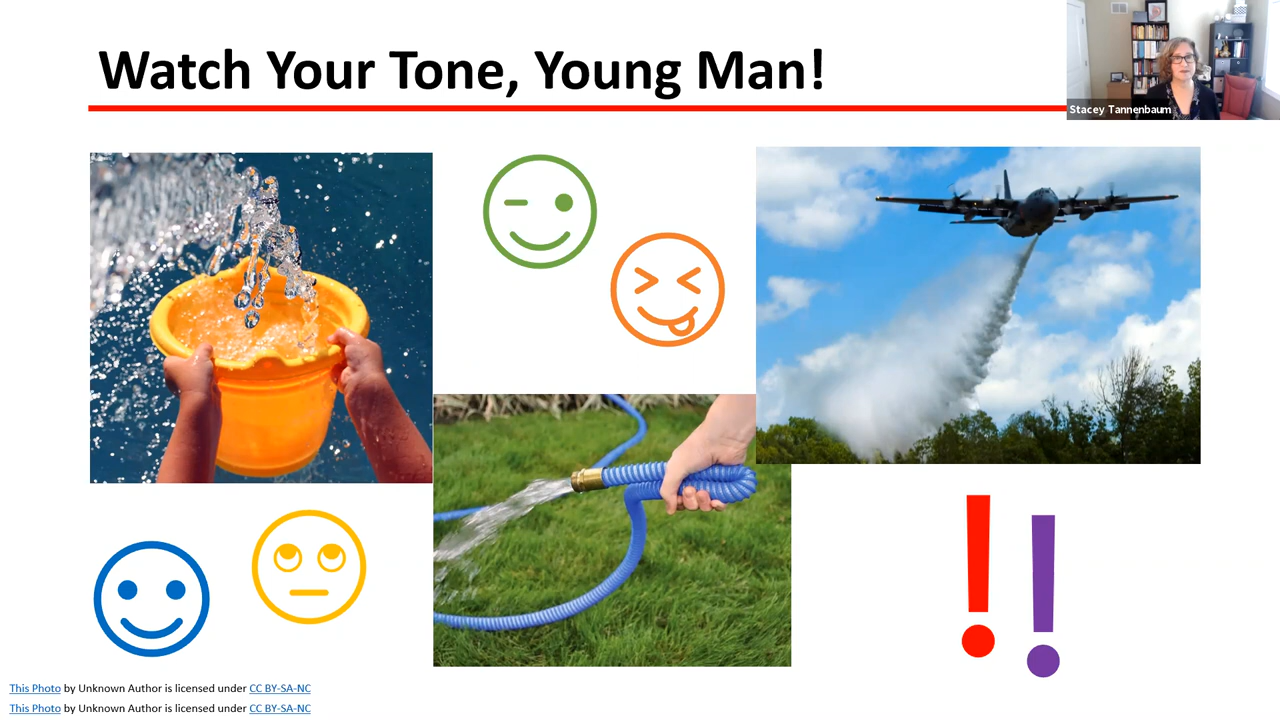 Watch Your Tone, Young Man!
Stacey Tannenbaum
This Photo by Unknown Author is licensed under CC BY-SA-NC
This Photo by Unknown Author is licensed under CC BY-SA-NC